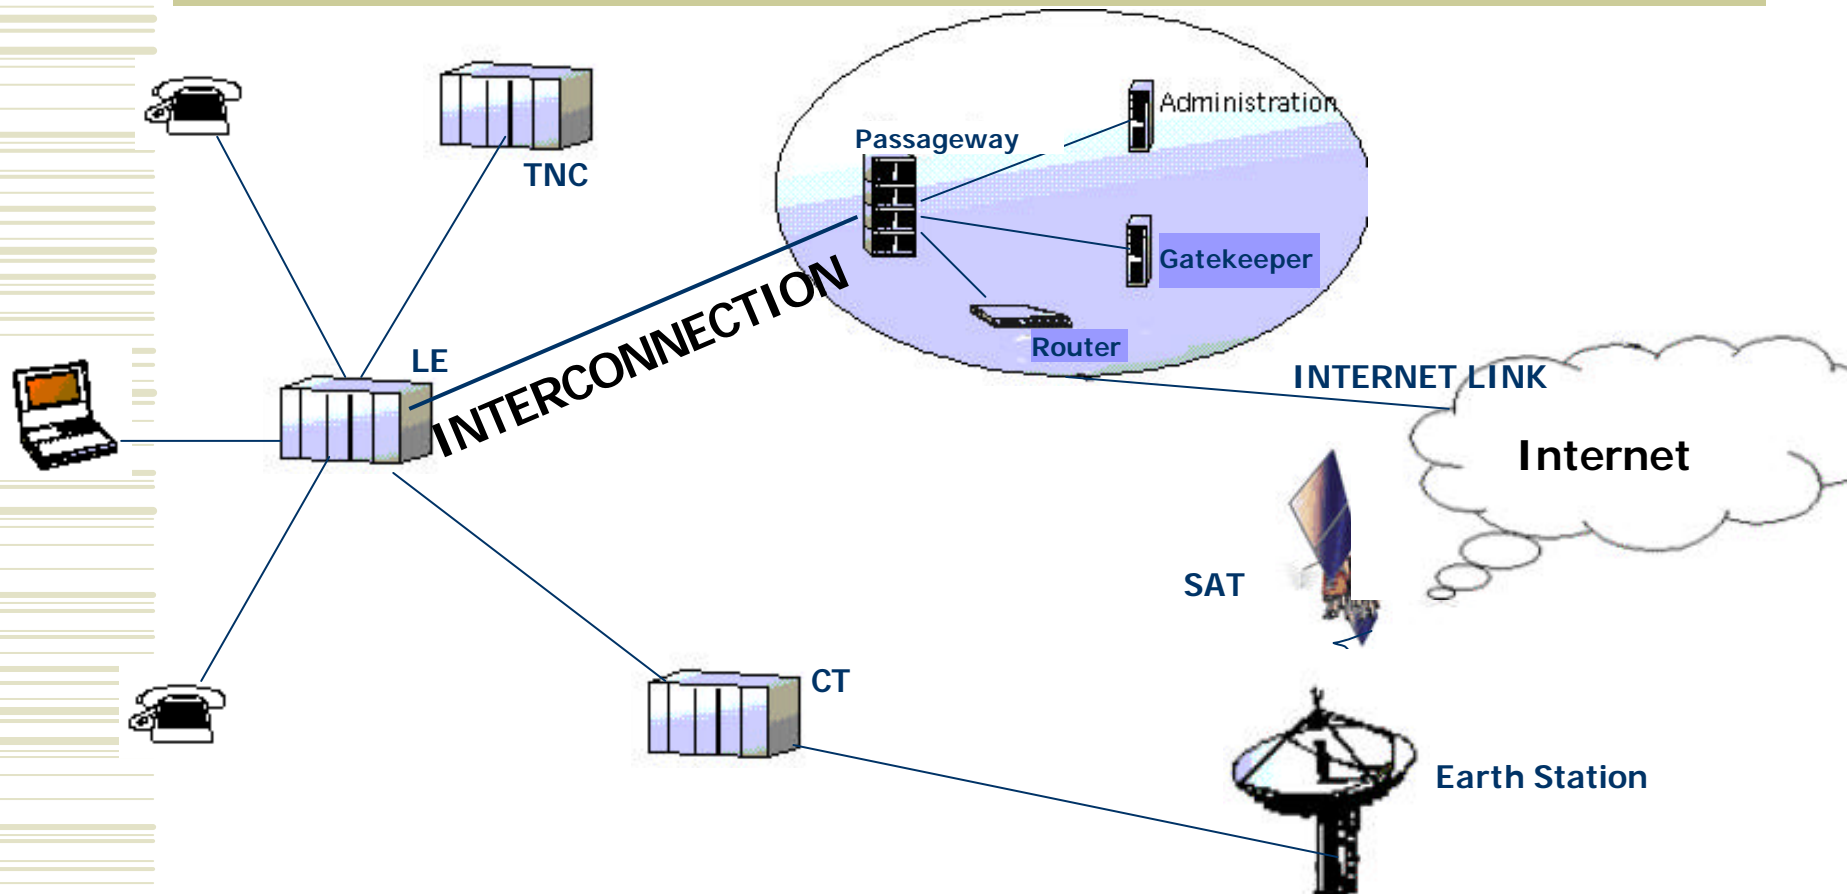 Administration
Passageway
TNC
Gatekeeper
INTERCONNECTION
Router
LE
INTERNET LINK
Internet
SAT
CT
Earth Station